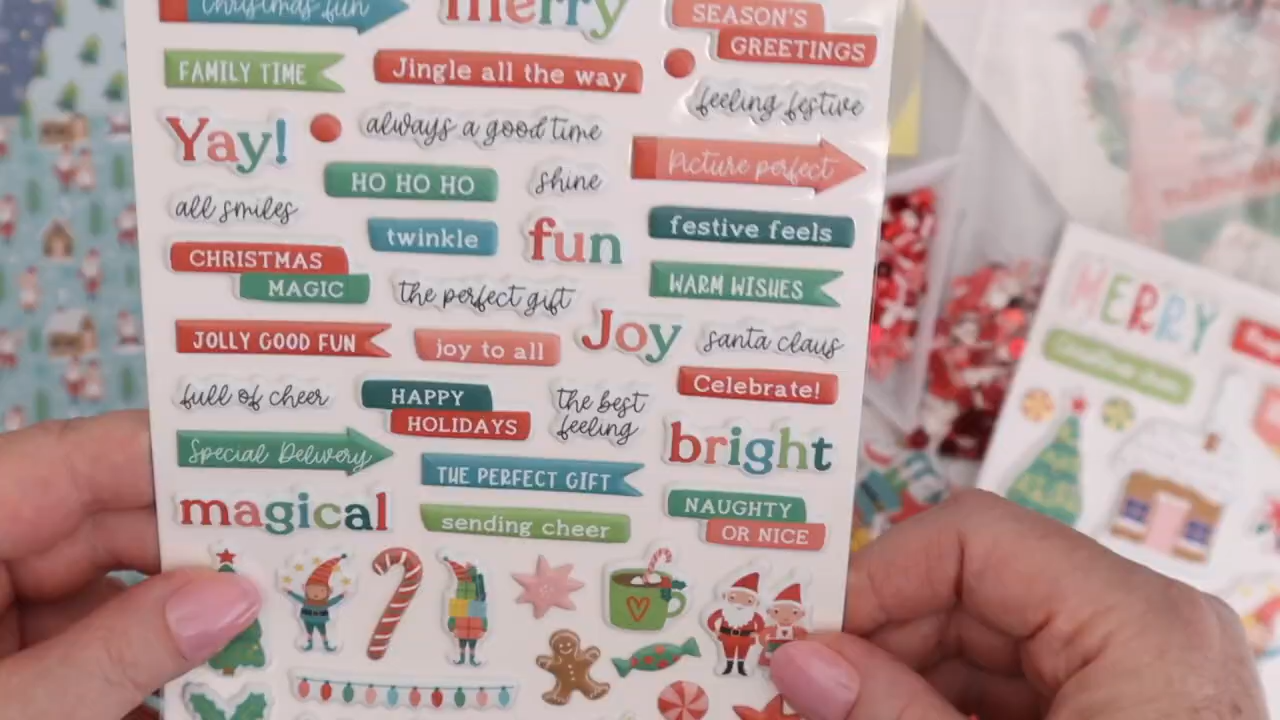 Christmas fun
merry
SEASON'S
GREETINGS
FAMILY TIME
Jingle all the way
feeling festive
Yay!
always a good time
Picture perfect
HO HO HO
shine
all smiles
twinkle
fun
festive feels
CHRISTMAS
MAGIC
the perfect gift
WARM WISHES
JOLLY GOOD FUN
joy to all
Joy
santa claus
full of cheer
HAPPY
HOLIDAYS
the best
feeling
Celebrate!
Special Delivery
THE PERFECT GIFT
bright
magical
sending cheer
NAUGHTY
OR NICE
MERRY